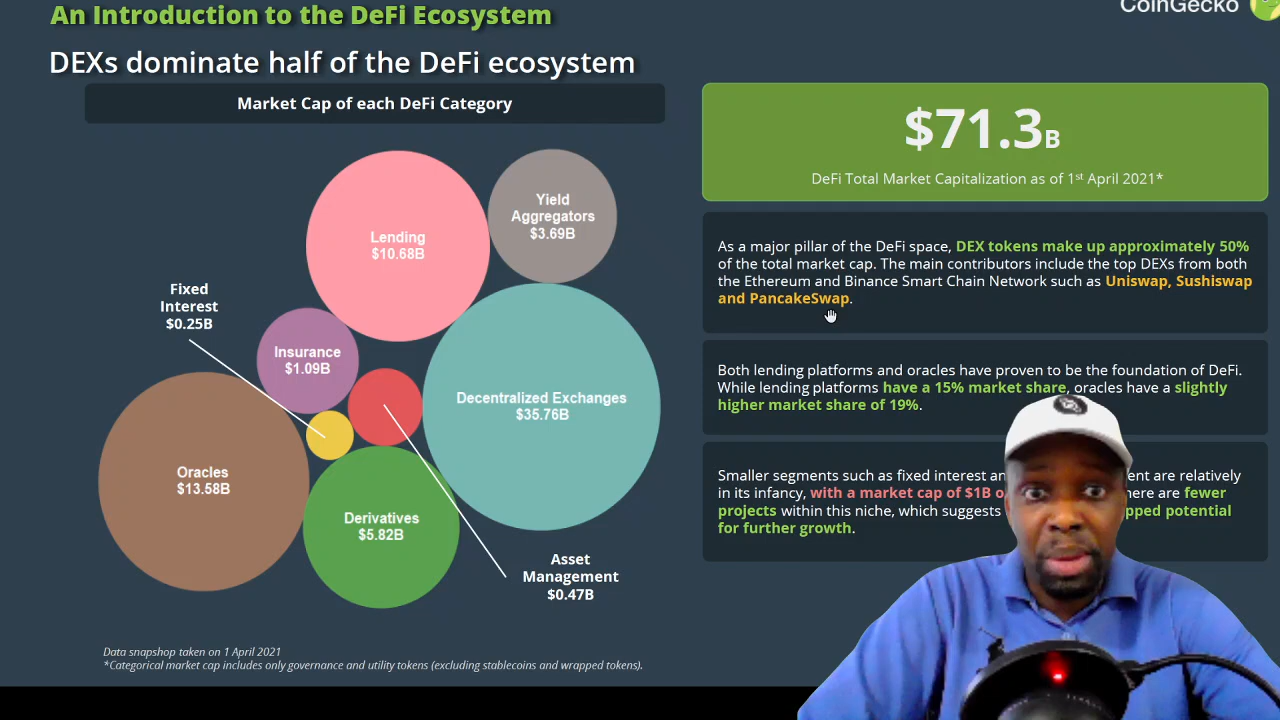 An Introduction to the DeFi Ecosystem
CoinGecko
DEXs dominate half of the DeFi ecosystem
Market Cap of each DeFi Category
Lending
$10.68B
Yield
Aggregators
$3.69B
Fixed
Interest
$0.25B
Insurance
$1.09B
Decentralized Exchanges
$35.76B
Oracles
$13.58B
Derivatives
$5.82B
Asset
Management
$0.47B
Data snapshop taken on 1 April 2021
*Categorical market cap includes only governance and utility tokens (excluding stablecoins and wrapped tokens).
$71.3B
DeFi Total Market Capitalization as of 1st April 2021*
As a major pillar of the DeFi space, DEX tokens make up approximately 50%
of the total market cap. The main contributors include the top DEXs from both
the Ethereum and Binance Smart Chain Network such as Uniswap, Sushiswap
and PancakeSwap.
Both lending platforms and oracles have proven to be the foundation of DeFi.
While lending platforms have a 15% market share, oracles have a slightly
higher market share of 19%.
Smaller segments such as fixed interest are relatively
in its infancy, with a market cap of $1B are fewer
projects within this niche, which suggests potential
for further growth.